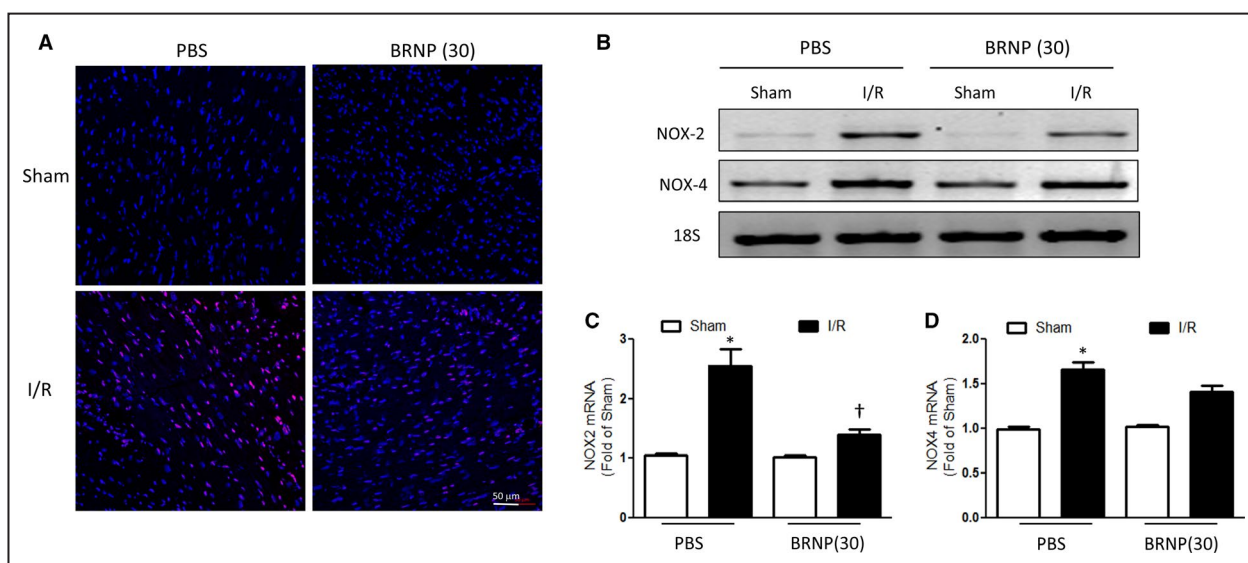 A
PBS
BRNP (30)
Sham
I/R
50 µm
B
PBS
BRNP (30)
Sham
I/R
Sham
I/R
NOX-2
NOX-4
18S
C
Sham
I/R
NOX2 mRNA
(Fold of Sham)
3
2
1
0
*
†
PBS
BRNP(30)
D
Sham
I/R
NOX4 mRNA
(Fold of Sham)
2.0
1.5
1.0
0.5
0.0
*
PBS
BRNP(30)